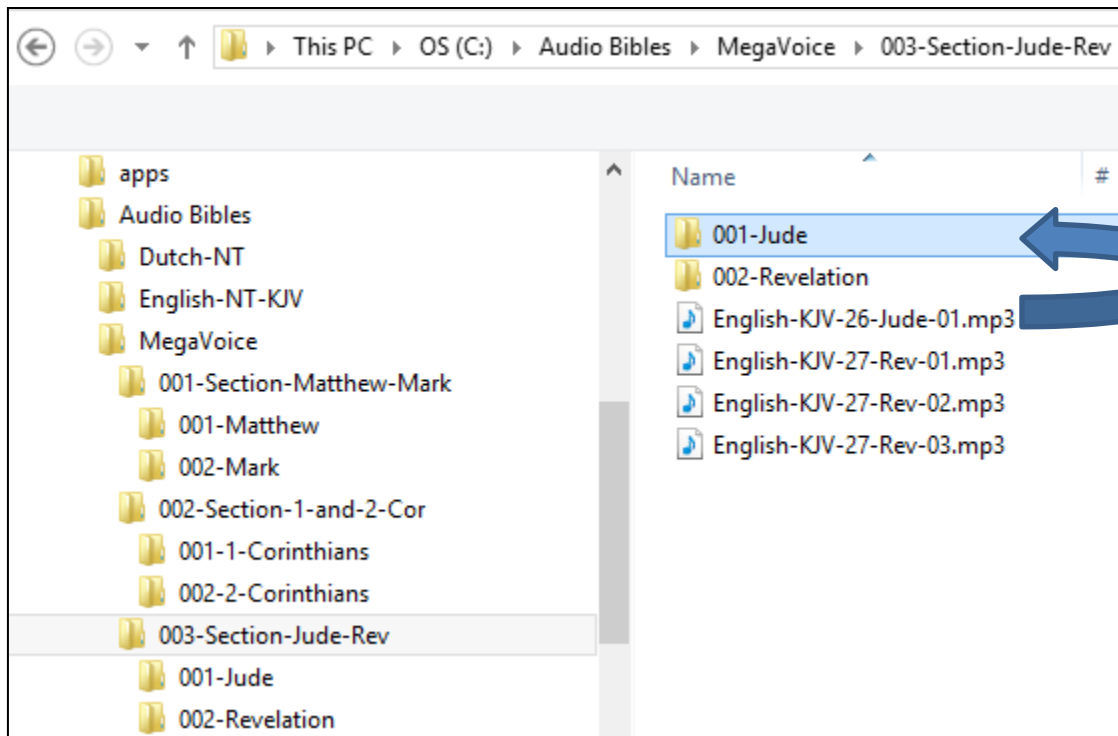 This PC OS (C:) Audio Bibles MegaVoice 003-Section-Jude-Rev
apps
Audio Bibles
Dutch-NT
English-NT-KJV
MegaVoice
001-Section-Matthew-Mark
001-Matthew
002-Mark
002-Section-1-and-2-Cor
001-1-Corinthians
002-2-Corinthians
003-Section-Jude-Rev
001-Jude
002-Revelation
Name #
001-Jude
002-Revelation
English-KJV-26-Jude-01.mp3
English-KJV-27-Rev-01.mp3
English-KJV-27-Rev-02.mp3
English-KJV-27-Rev-03.mp3